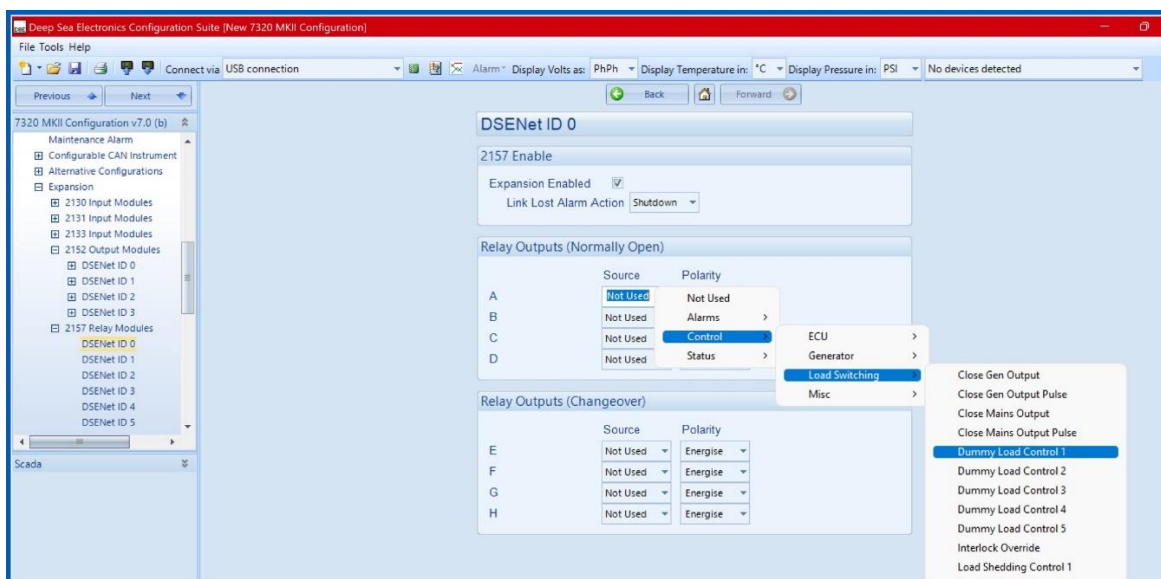 Deep Sea Electronics Configuration Suite [New 7320 MKII Configuration]
File Tools Help
Connect via USB connection Alarm Display Volts as: PhPh Display Temperature in: °C Display Pressure in: PSI No devices detected
Previous Next
Back Forward
7320 MKII Configuration v7.0 (b)
Maintenance Alarm
Configurable CAN Instrument
Alternative Configurations
Expansion
2130 Input Modules
2131 Input Modules
2133 Input Modules
2152 Output Modules
DSENet ID 0
DSENet ID 1
DSENet ID 2
DSENet ID 3
2157 Relay Modules
DSENet ID 0
DSENet ID 1
DSENet ID 2
DSENet ID 3
DSENet ID 4
DSENet ID 5
Scada
DSENet ID 0
2157 Enable
Expansion Enabled
Link Lost Alarm Action Shutdown
Relay Outputs (Normally Open)
Source Polarity
A Not Used
B Not Used
C Not Used
D Not Used
Not Used
Alarms
Control
Status
ECU
Generator
Load Switching
Misc
Close Gen Output
Close Gen Output Pulse
Close Mains Output
Close Mains Output Pulse
Dummy Load Control 1
Dummy Load Control 2
Dummy Load Control 3
Dummy Load Control 4
Dummy Load Control 5
Interlock Override
Load Shedding Control 1
Relay Outputs (Changeover)
Source Polarity
E Not Used Energise
F Not Used Energise
G Not Used Energise
H Not Used Energise